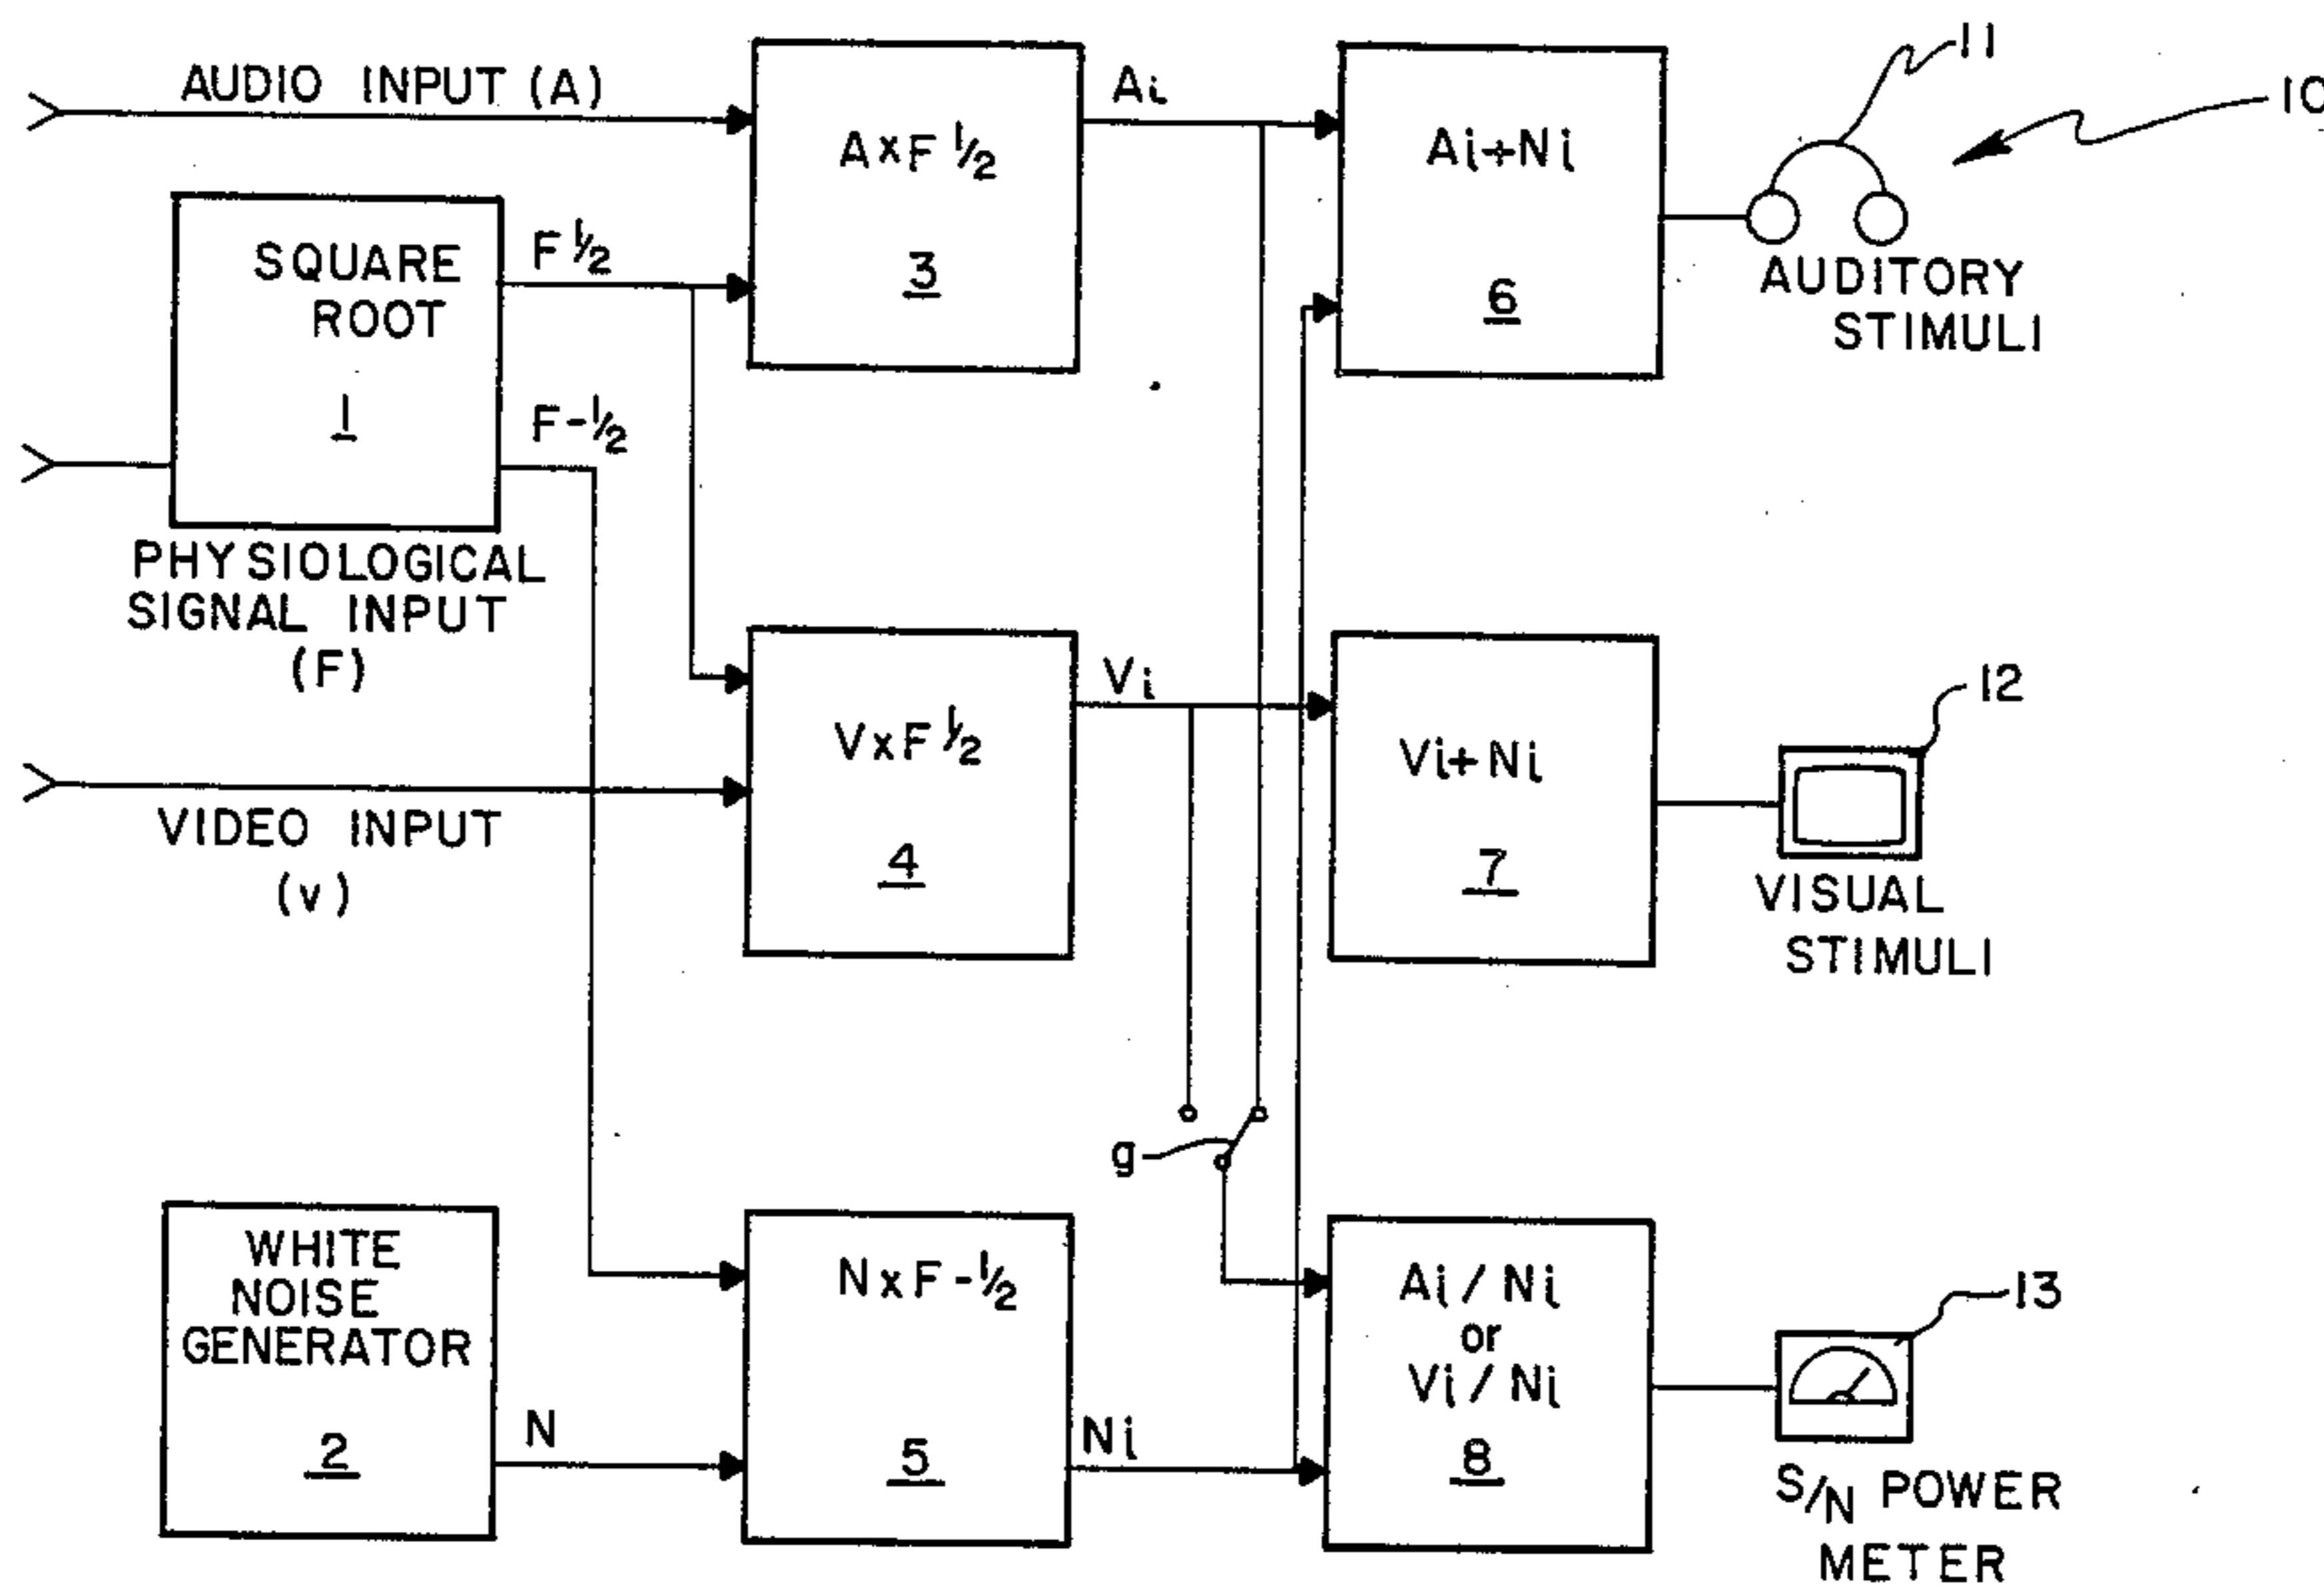 AUDIO INPUT (A)
SQUARE
ROOT
1
F 1/2
F-1/2
PHYSIOLOGICAL
SIGNAL INPUT
(F)
VIDEO INPUT
(v)
WHITE
NOISE
GENERATOR
2
N
A×F 1/2
3
Ai
V×F 1/2
4
Vi
N×F-1/2
5
Ni
g
Ai+Ni
6
Vi+Ni
7
Ai/Ni
or
Vi/Ni
8
11
10
AUDITORY
STIMULI
12
VISUAL
STIMULI
13
S/N POWER
METER